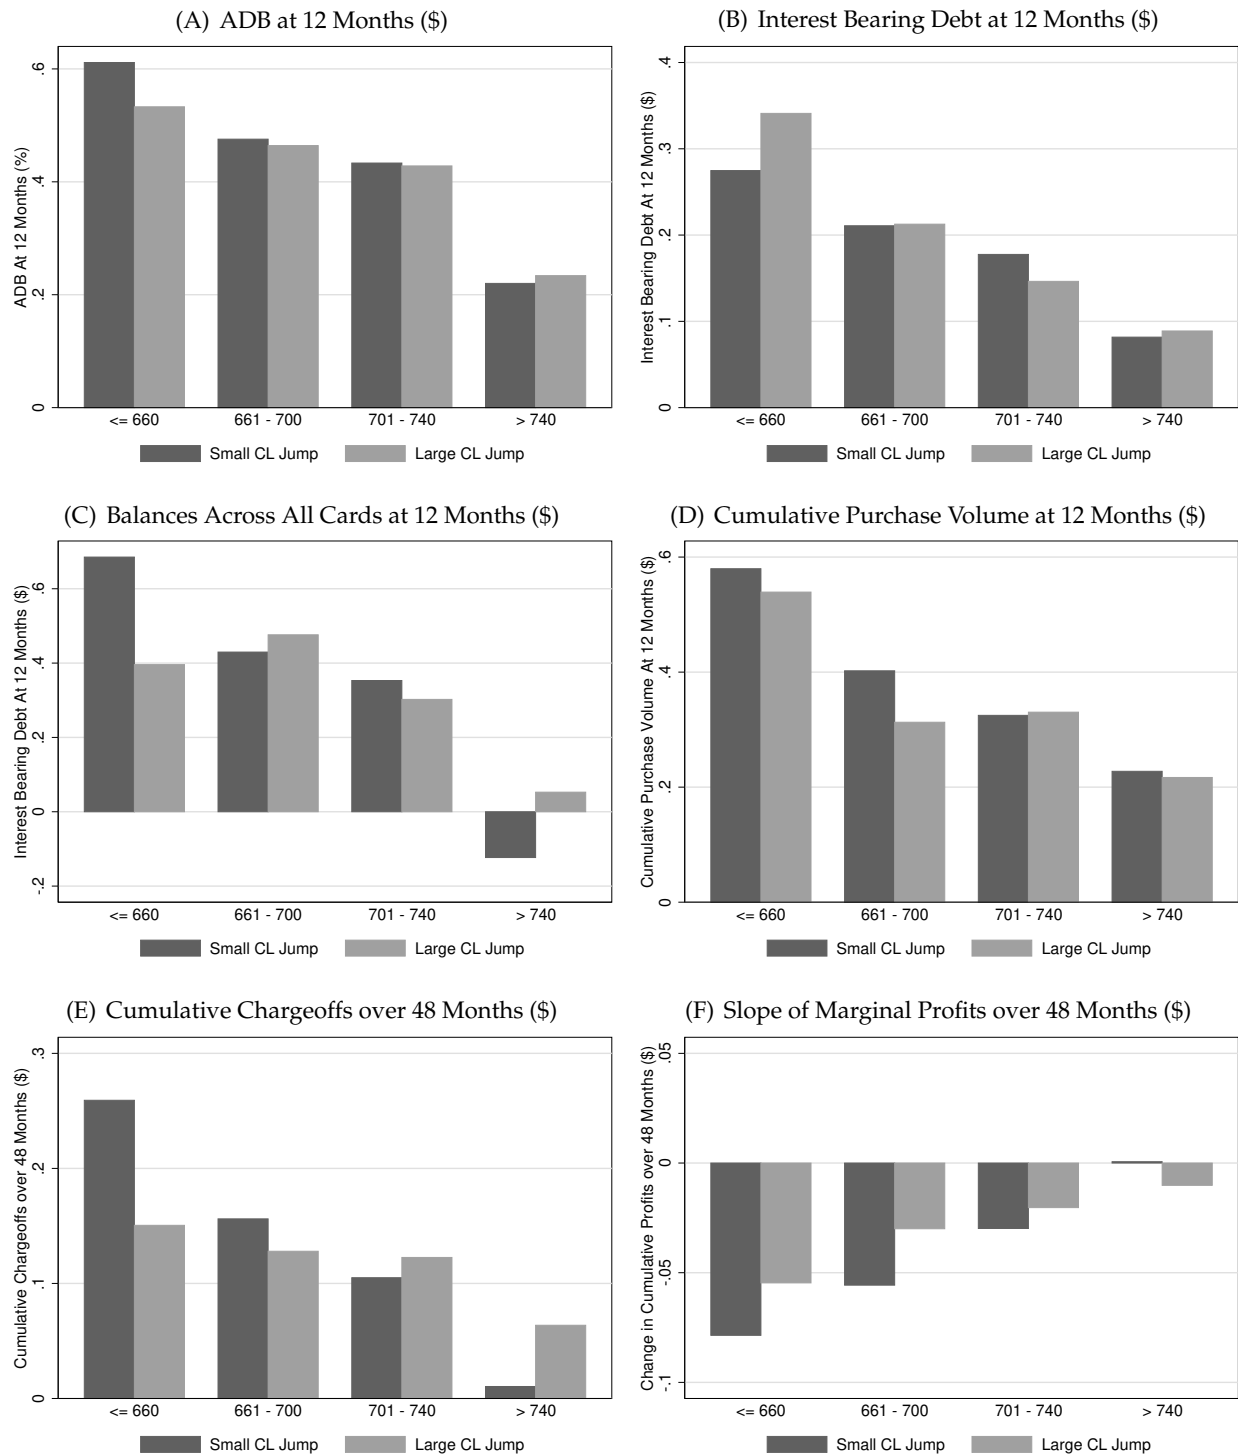 (A) ADB at 12 Months ($)
ADB At 12 Months (%)
.6
.4
.2
0
<= 660
661 - 700
701 - 740
> 740
Small CL Jump
Large CL Jump
(B) Interest Bearing Debt at 12 Months ($)
Interest Bearing Debt At 12 Months ($)
.4
.3
.2
.1
0
<= 660
661 - 700
701 - 740
> 740
Small CL Jump
Large CL Jump
(C) Balances Across All Cards at 12 Months ($)
Interest Bearing Debt At 12 Months ($)
.6
.4
.2
0
-.2
<= 660
661 - 700
701 - 740
> 740
Small CL Jump
Large CL Jump
(D) Cumulative Purchase Volume at 12 Months ($)
Cumulative Purchase Volume At 12 Months ($)
.6
.4
.2
0
<= 660
661 - 700
701 - 740
> 740
Small CL Jump
Large CL Jump
(E) Cumulative Chargeoffs over 48 Months ($)
Cumulative Chargeoffs over 48 Months ($)
.3
.2
.1
0
<= 660
661 - 700
701 - 740
> 740
Small CL Jump
Large CL Jump
(F) Slope of Marginal Profits over 48 Months ($)
Change in Cumulative Profits over 48 Months ($)
.05
0
-.05
-.1
<= 660
661 - 700
701 - 740
> 740
Small CL Jump
Large CL Jump